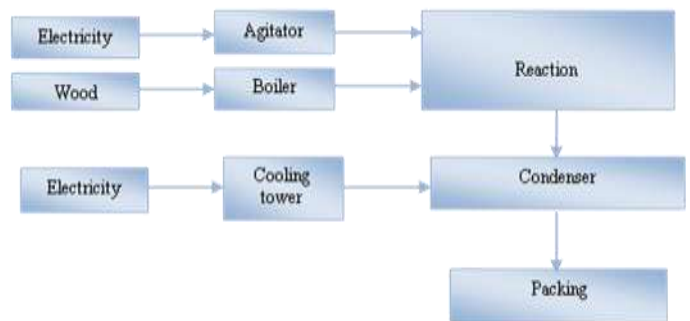 Electricity
Agitator
Reaction
Wood
Boiler
Electricity
Cooling
tower
Condenser
Packing